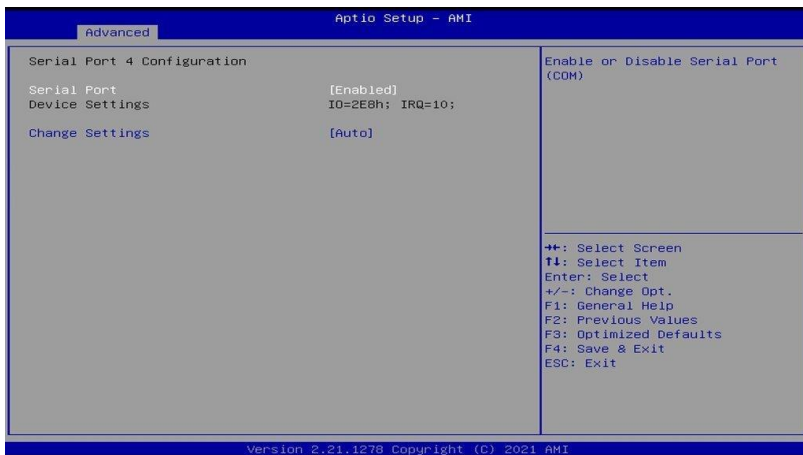 Aptio Setup – AMI
Advanced
Serial Port 4 Configuration
Serial Port [Enabled]
Device Settings IO=2E8h; IRQ=10;
Change Settings [Auto]
Enable or Disable Serial Port
(COM)
→←: Select Screen
↑↓: Select Item
Enter: Select
+/-: Change Opt.
F1: General Help
F2: Previous Values
F3: Optimized Defaults
F4: Save & Exit
ESC: Exit
Version 2.21.1278 Copyright (C) 2021 AMI